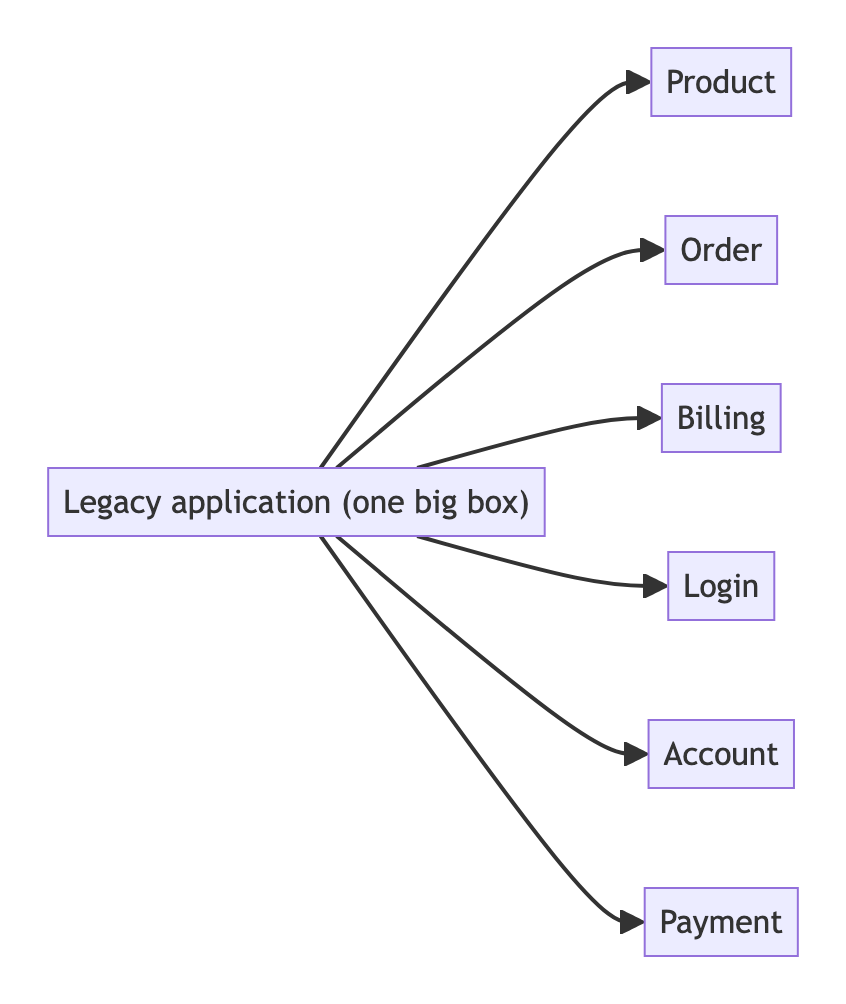 Product
Order
Billing
Legacy application (one big box)
Login
Account
Payment